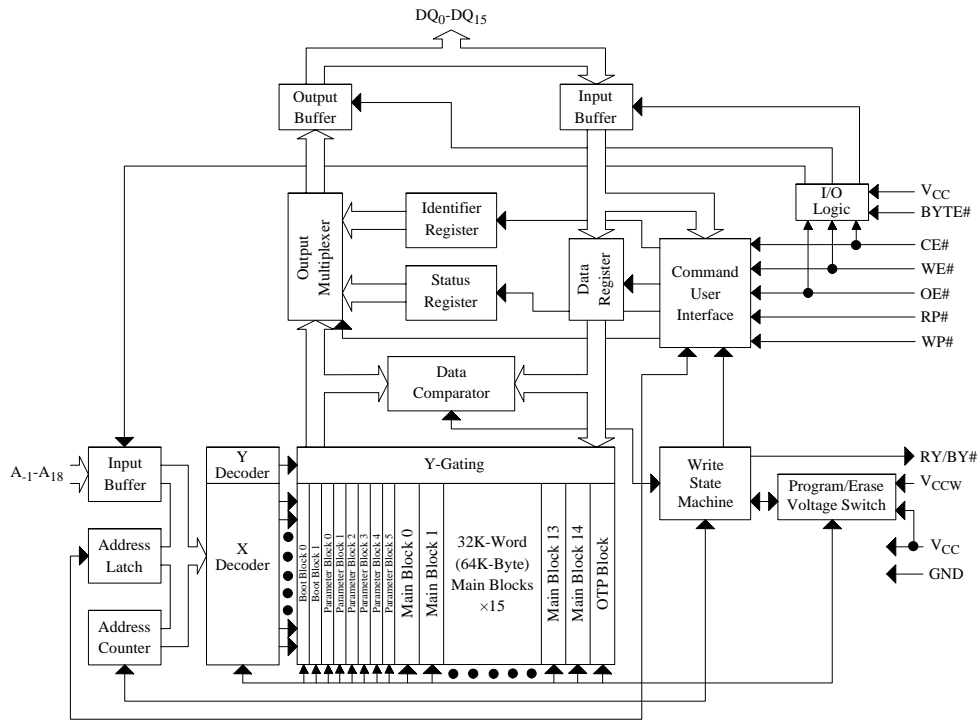 DQ0-DQ15
Output
Buffer
Input
Buffer
I/O
Logic
VCC
BYTE#
Output
Multiplexer
Identifier
Register
Status
Register
Data
Register
Command
User
Interface
CE#
WE#
OE#
RP#
WP#
Data
Comparator
A-1-A18
Input
Buffer
Y
Decoder
Y-Gating
Write
State
Machine
RY/BY#
Program/Erase
Voltage Switch
VCCW
VCC
GND
Address
Latch
X
Decoder
Address
Counter
Boot Block 0
Boot Block 1
Parameter Block 0
Parameter Block 1
Parameter Block 2
Parameter Block 3
Parameter Block 4
Parameter Block 5
Main Block 0
Main Block 1
32K-Word
(64K-Byte)
Main Blocks
×15
Main Block 13
Main Block 14
OTP Block